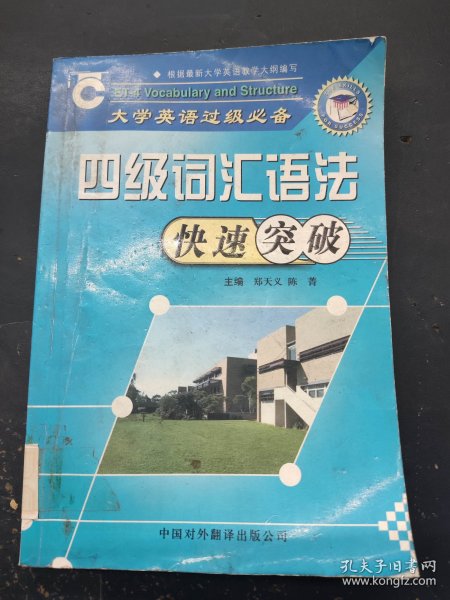 ◆ 根据最新大学英语教学大纲编写
CET-4 Vocabulary and Structure
大学英语过级必备
四级词汇语法
快速突破
主编 郑天义 陈菁
中国对外翻译出版公司
孔夫子旧书网
www.kongfz.com